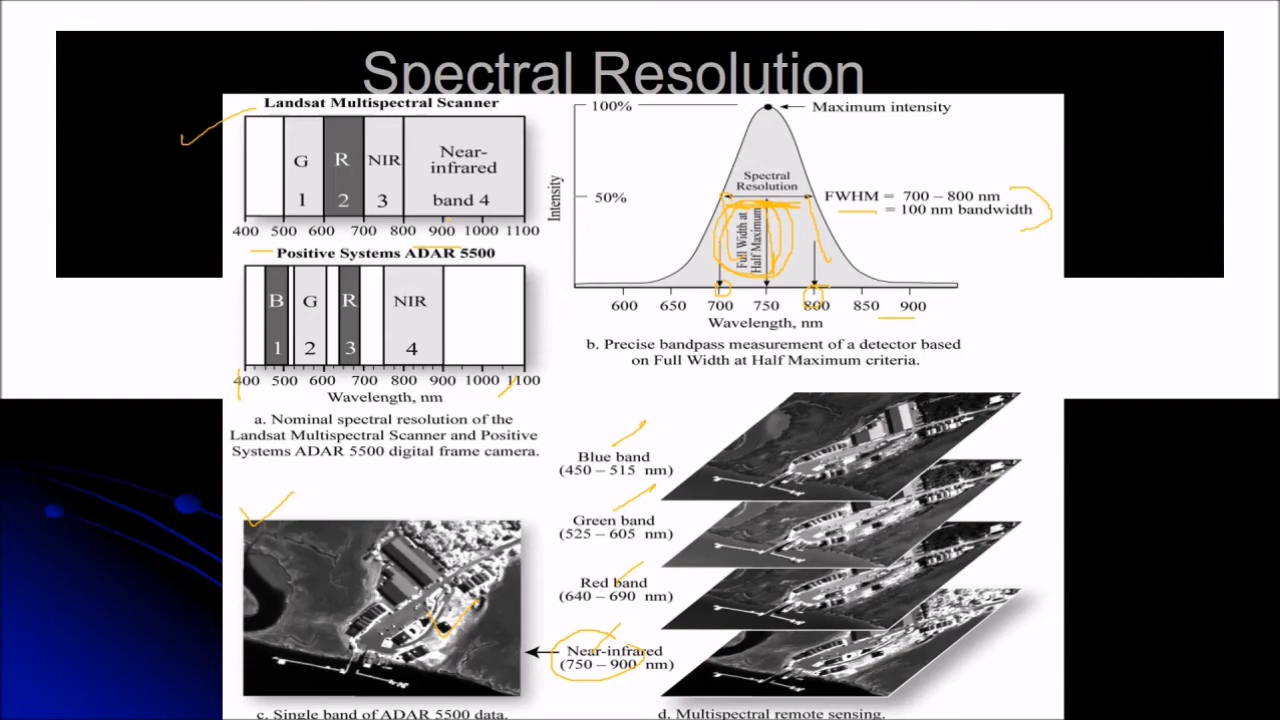 Spectral Resolution
Landsat Multispectral Scanner
G R NIR Near-
infrared
1 2 3 band 4
400 500 600 700 800 900 1000 1100
Positive Systems ADAR 5500
B G R NIR
1 2 3 4
400 500 600 700 800 900 1000 1100
Wavelength, nm
a. Nominal spectral resolution of the
Landsat Multispectral Scanner and Positive
Systems ADAR 5500 digital frame camera.
100%
Maximum intensity
Spectral
Resolution
Intensity
50%
FWHM = 700 – 800 nm
= 100 nm bandwidth
Full Width at
Half Maximum
600 650 700 750 800 850 900
Wavelength, nm
b. Precise bandpass measurement of a detector based
on Full Width at Half Maximum criteria.
Blue band
(450 – 515 nm)
Green band
(525 – 605 nm)
Red band
(640 – 690 nm)
Near-infrared
(750 – 900 nm)
c. Single band of ADAR 5500 data.
d. Multispectral remote sensing.